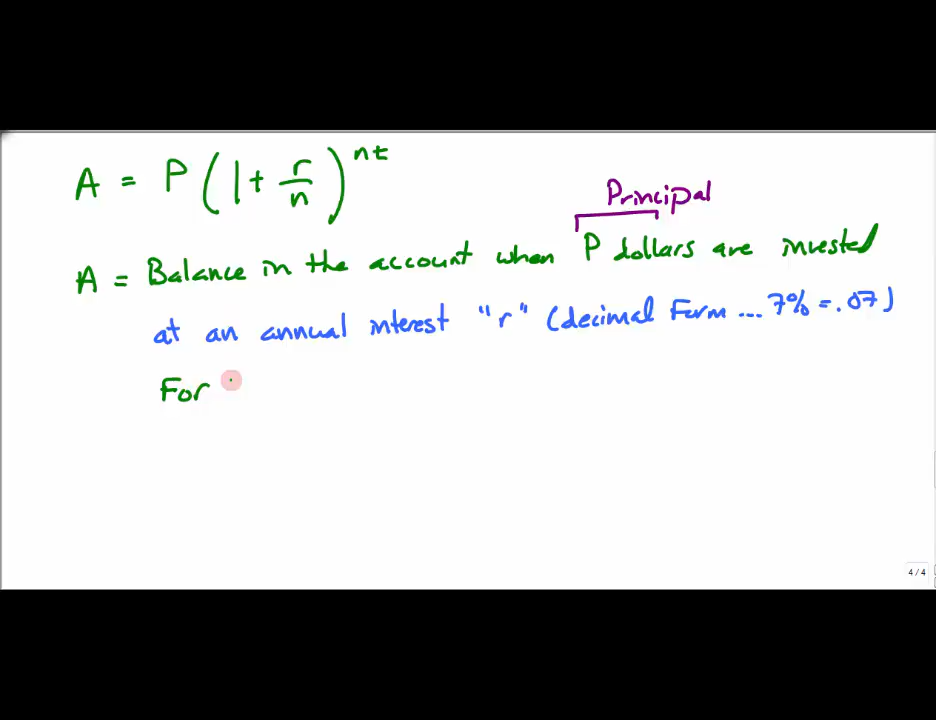 A = P (1 + r/n)^nt
Principal
A = Balance in the account when P dollars are invested
at an annual interest "r" (decimal Form ... 7% = .07)
For
4 / 4